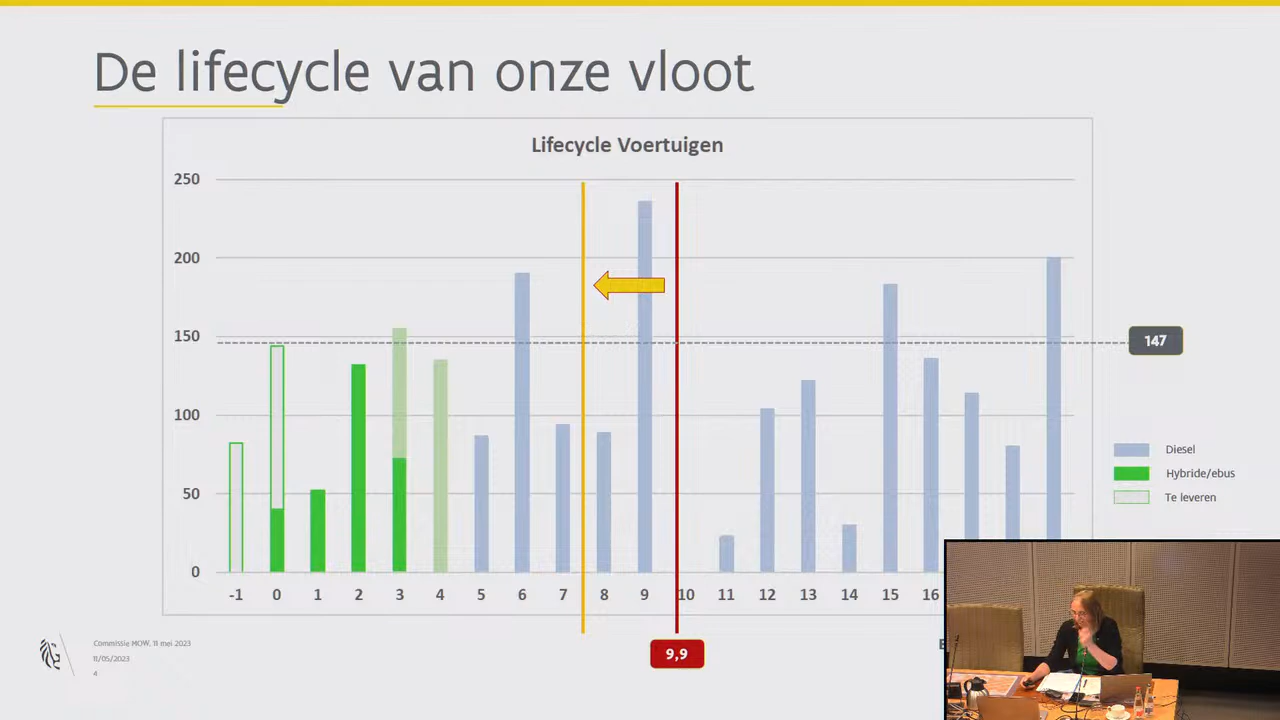 De lifecycle van onze vloot
Lifecycle Voertuigen
250
200
150
100
50
0
-1 0 1 2 3 4 5 6 7 8 9 10 11 12 13 14 15 16
147
Diesel
Hybride/ebus
Te leveren
9,9
Commissie MOW, 11 mei 2023
11/05/2023
4